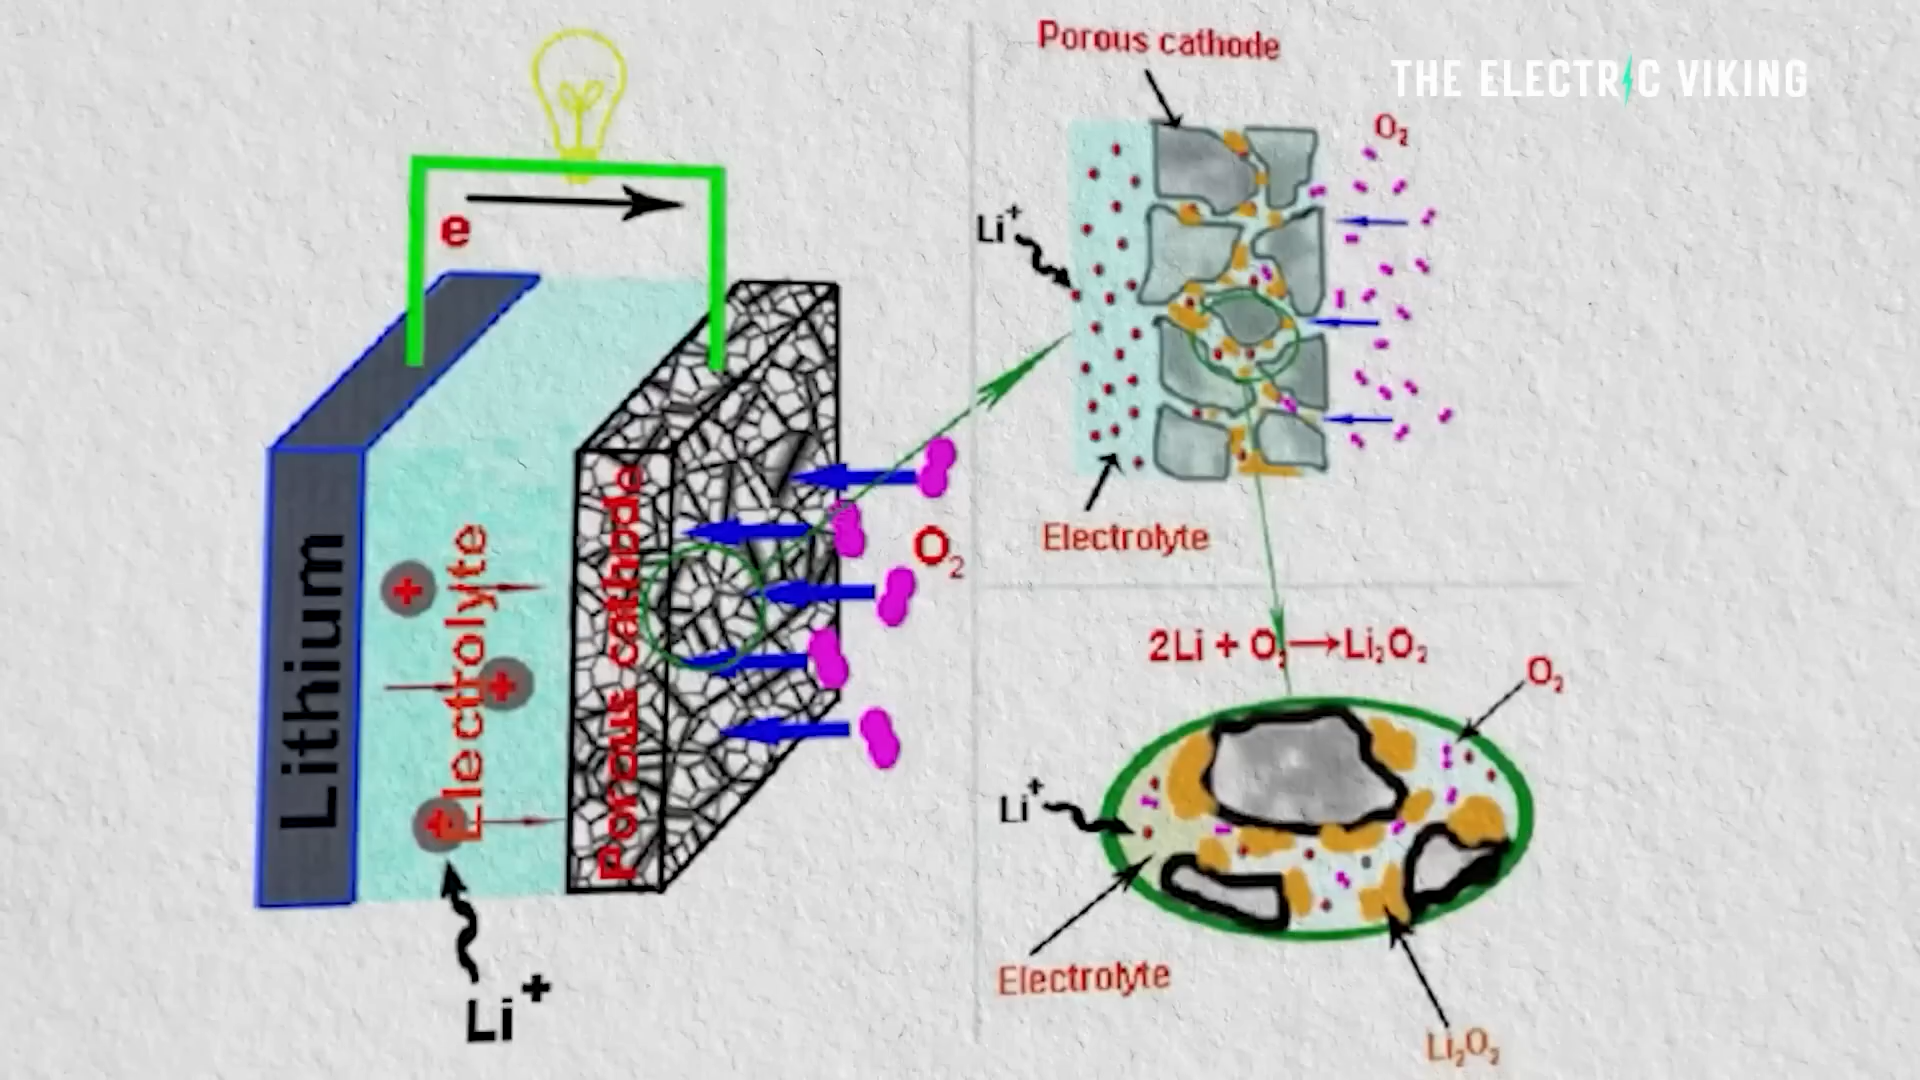 THE ELECTRIC VIKING
e
Lithium
Electrolyte
Porous cathode
O₂
Li⁺
Porous cathode
O₂
Li⁺
Electrolyte
2Li + O₂→Li₂O₂
O₂
Li⁺
Electrolyte
Li₂O₂